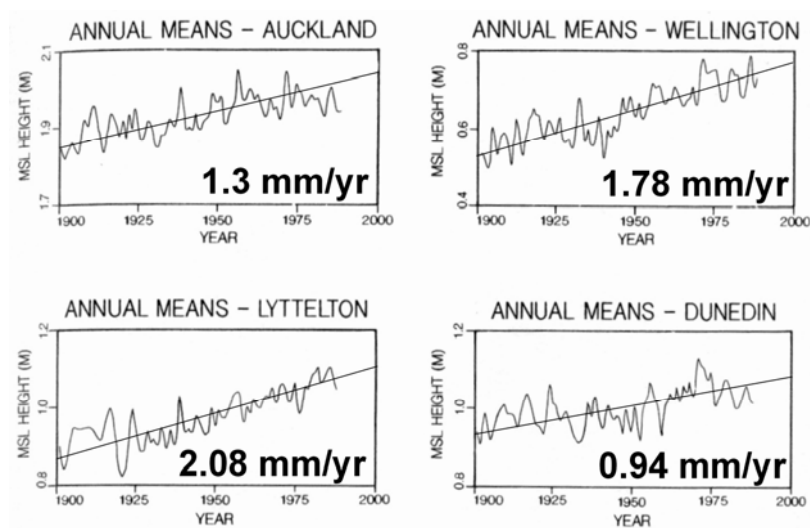 ANNUAL MEANS - AUCKLAND
MSL HEIGHT (M)
2.1
1.9
1.7
1.3 mm/yr
1900 1925 1950 1975 2000
YEAR
ANNUAL MEANS - WELLINGTON
MSL HEIGHT (M)
0.8
0.6
0.4
1.78 mm/yr
1900 1925 1950 1975 2000
YEAR
ANNUAL MEANS - LYTTELTON
MSL HEIGHT (M)
1.2
1.0
0.8
2.08 mm/yr
1900 1925 1950 1975 2000
YEAR
ANNUAL MEANS - DUNEDIN
MSL HEIGHT (M)
1.2
1.0
0.8
0.94 mm/yr
1900 1925 1950 1975 2000
YEAR